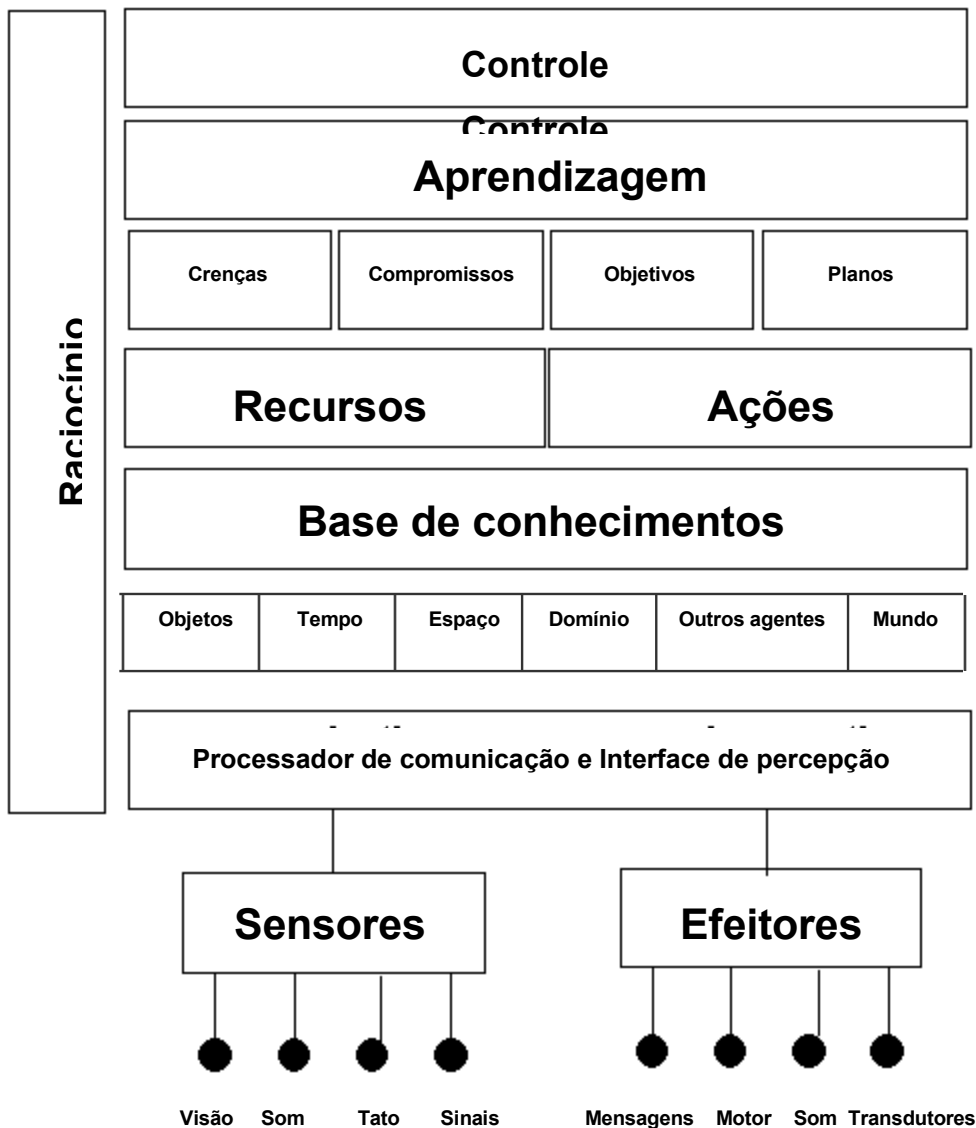 Controle
Controle
Aprendizagem
Crenças Compromissos Objetivos Planos
Raciocínio
Recursos Ações
Base de conhecimentos
Objetos Tempo Espaço Domínio Outros agentes Mundo
Processador de comunicação e Interface de percepção
Sensores Efeitores
Visão Som Tato Sinais Mensagens Motor Som Transdutores